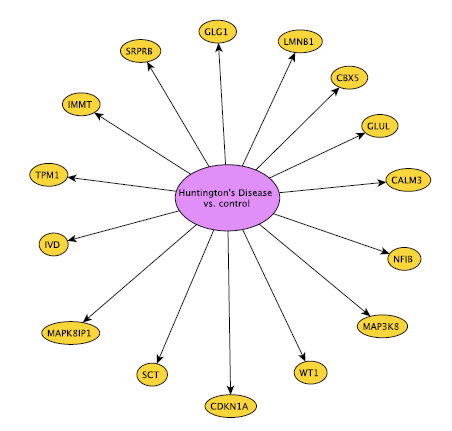 GLG1
LMNB1
SRPRB
CBX5
IMMT
GLUL
TPM1
CALM3
Huntington's Disease
vs. control
IVD
NFIB
MAPK8IP1
MAP3K8
SCT
WT1
CDKN1A